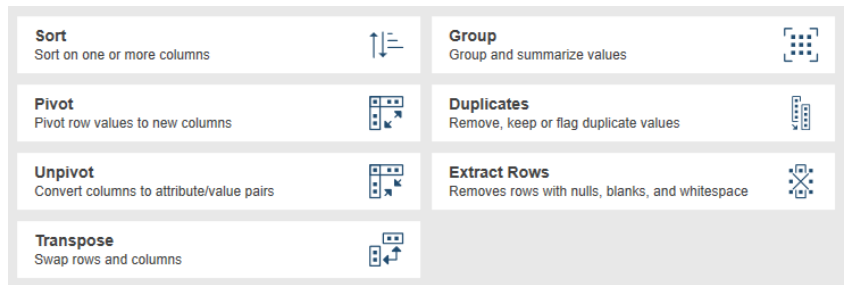 Sort
Sort on one or more columns
Group
Group and summarize values
Pivot
Pivot row values to new columns
Duplicates
Remove, keep or flag duplicate values
Unpivot
Convert columns to attribute/value pairs
Extract Rows
Removes rows with nulls, blanks, and whitespace
Transpose
Swap rows and columns